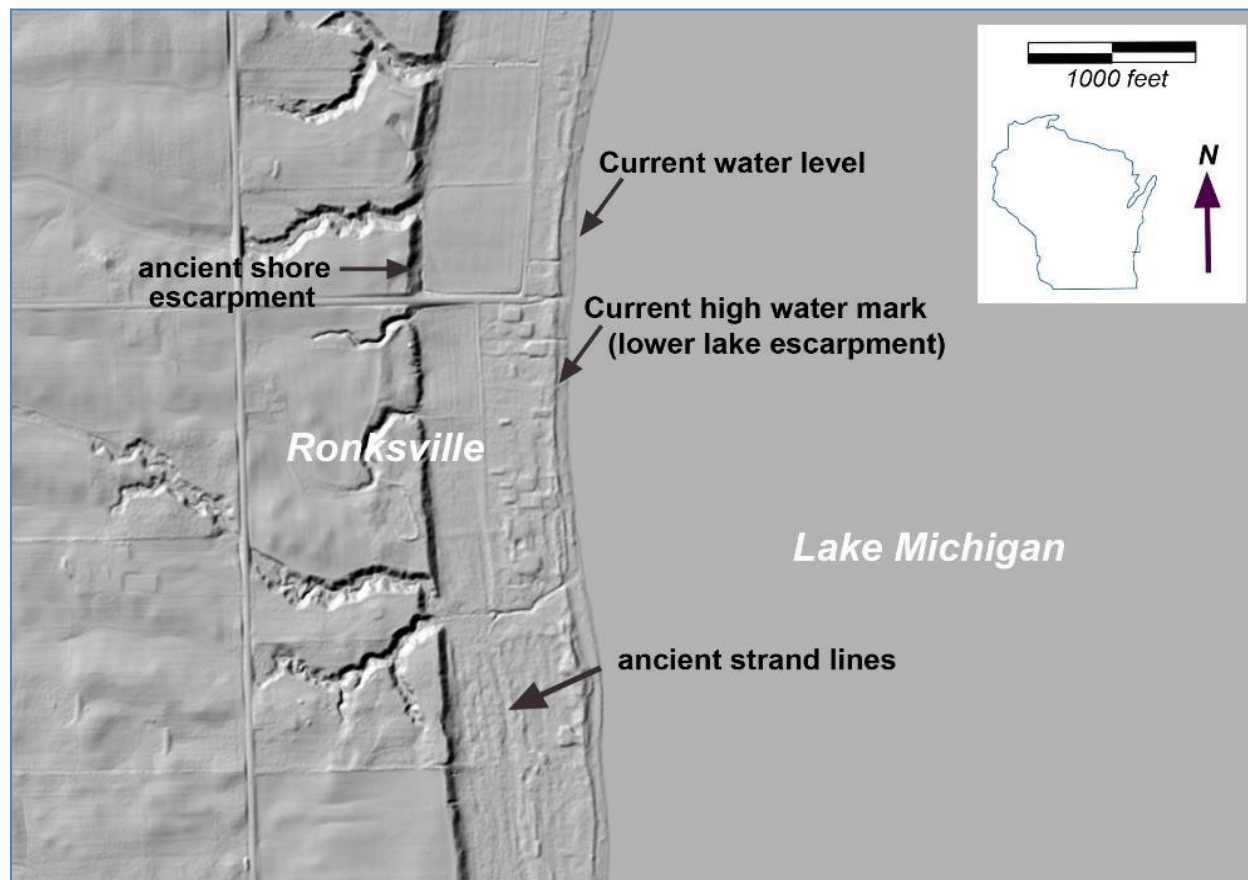 1000 feet
N
Current water level
ancient shore
escarpment
Current high water mark
(lower lake escarpment)
Ronksville
Lake Michigan
ancient strand lines